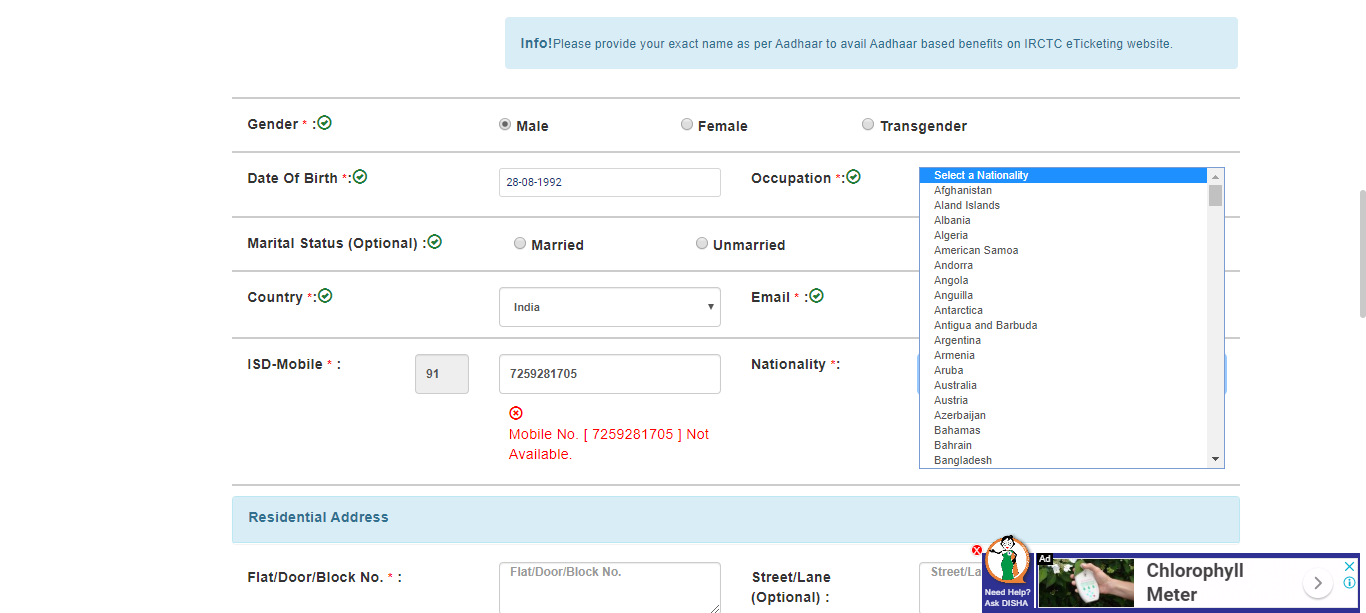 Info!Please provide your exact name as per Aadhaar to avail Aadhaar based benefits on IRCTC eTicketing website.
Gender * :
Male
Female
Transgender
Date Of Birth *:
28-08-1992
Occupation *:
Marital Status (Optional) :
Married
Unmarried
Country *:
India
Email * :
ISD-Mobile * :
91
7259281705
Nationality *:
Mobile No. [ 7259281705 ] Not
Available.
Select a Nationality
Afghanistan
Aland Islands
Albania
Algeria
American Samoa
Andorra
Angola
Anguilla
Antarctica
Antigua and Barbuda
Argentina
Armenia
Aruba
Australia
Austria
Azerbaijan
Bahamas
Bahrain
Bangladesh
Residential Address
Flat/Door/Block No. * :
Flat/Door/Block No.
Street/Lane
(Optional) :
Street/La
Need Help?
Ask DISHA
Ad
Chlorophyll
Meter